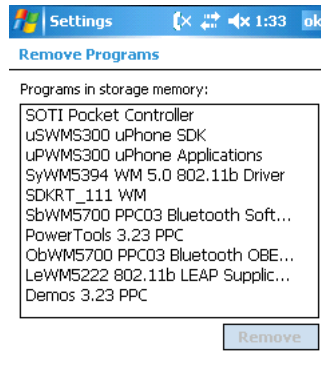 Settings 1:33 ok
Remove Programs
Programs in storage memory:
SOTI Pocket Controller
uSWMS300 uPhone SDK
uPWMS300 uPhone Applications
SyWM5394 WM 5.0 802.11b Driver
SDKRT_111 WM
SbWM5700 PPC03 Bluetooth Soft...
PowerTools 3.23 PPC
ObWM5700 PPC03 Bluetooth OBE...
LeWM5222 802.11b LEAP Supplic...
Demos 3.23 PPC
Remove